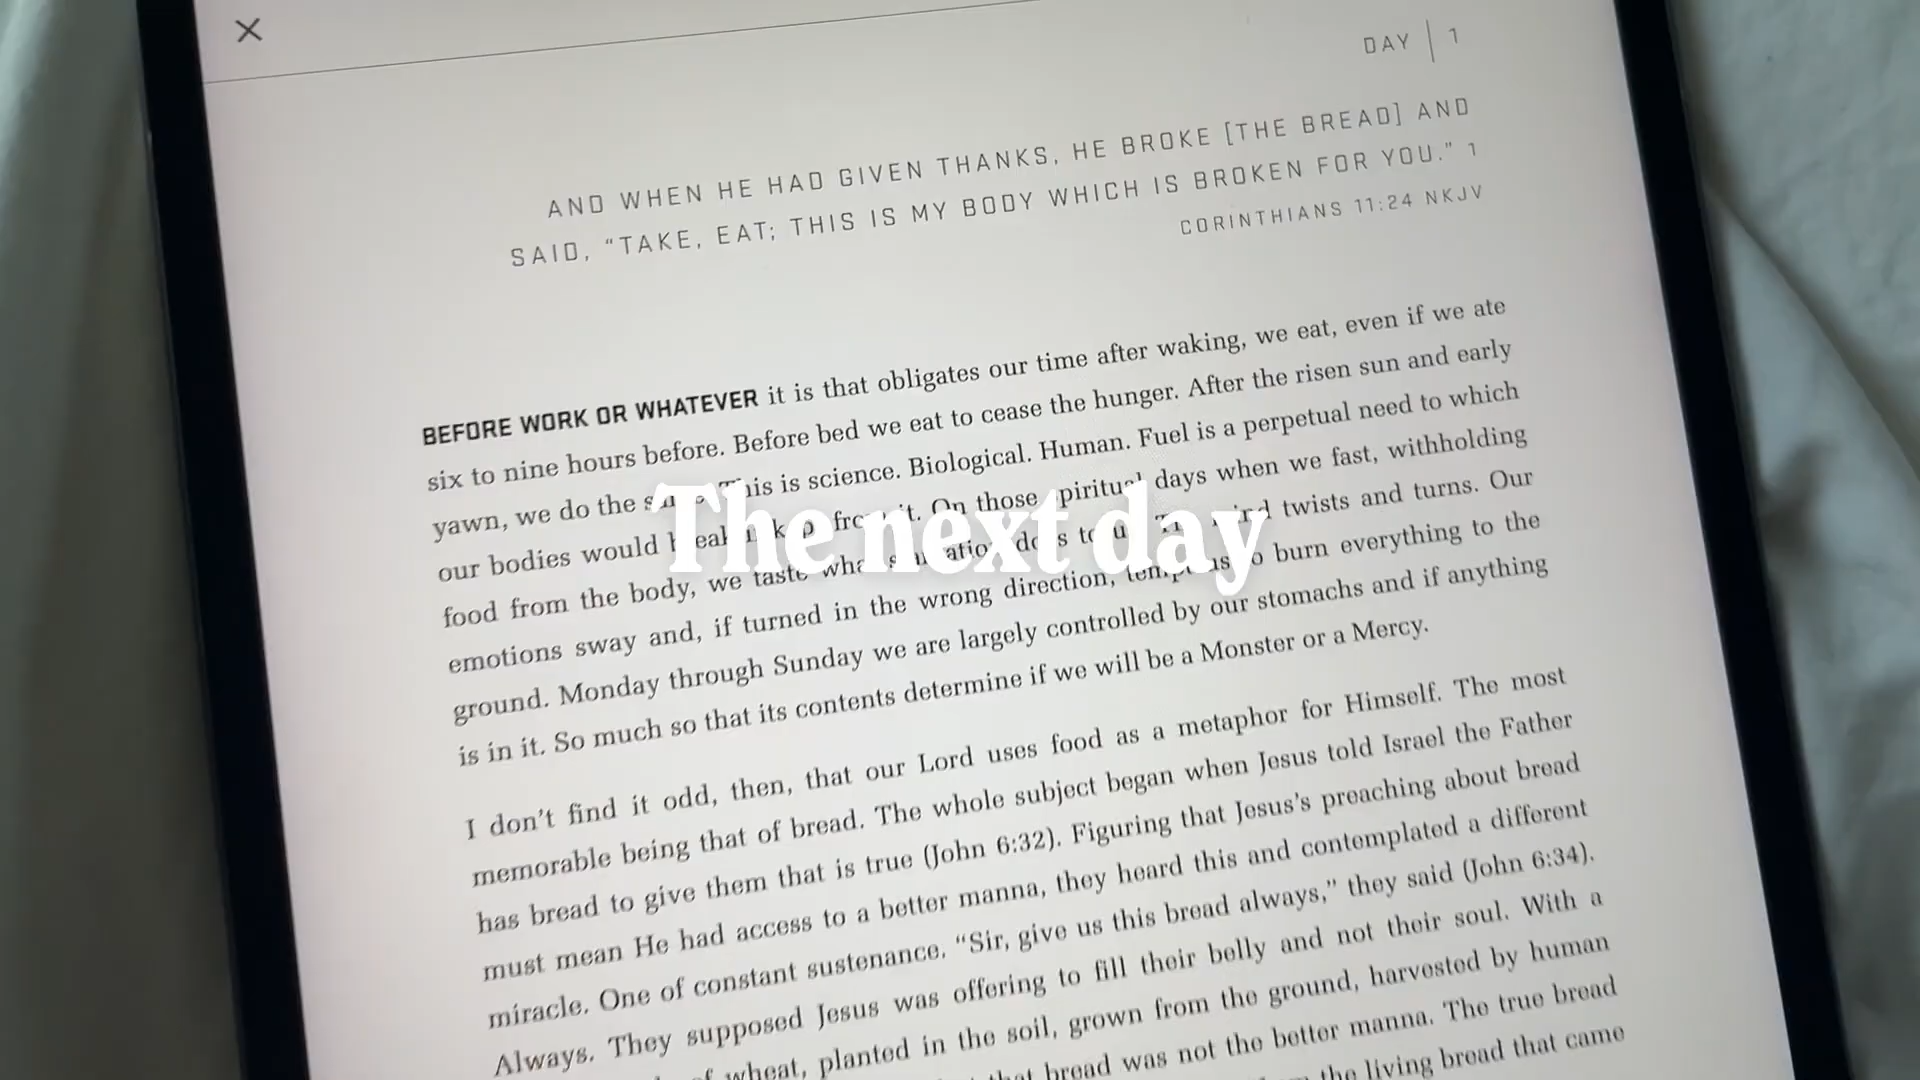 DAY | 1
AND WHEN HE HAD GIVEN THANKS, HE BROKE [THE BREAD] AND
SAID, “TAKE, EAT; THIS IS MY BODY WHICH IS BROKEN FOR YOU.” 1
CORINTHIANS 11:24 NKJV
BEFORE WORK OR WHATEVER it is that obligates our time after waking, we eat, even if we ate
six to nine hours before. Before bed we eat to cease the hunger. After the risen sun and early
yawn, we do the is science. Biological. Human. Fuel is a perpetual need to which
our bodies would it. On those spiritual days when we fast, withholding
The next day
food from the body, we taste to twists and turns. Our
emotions sway and, if turned in the wrong direction, burn everything to the
ground. Monday through Sunday we are largely controlled by our stomachs and if anything
is in it. So much so that its contents determine if we will be a Monster or a Mercy.
I don’t find it odd, then, that our Lord uses food as a metaphor for Himself. The most
memorable being that of bread. The whole subject began when Jesus told Israel the Father
has bread to give them that is true (John 6:32). Figuring that Jesus’s preaching about bread
must mean He had access to a better manna, they heard this and contemplated a different
miracle. One of constant sustenance. “Sir, give us this bread always,” they said (John 6:34).
Always. They supposed Jesus was offering to fill their belly and not their soul. With a
wheat, planted in the soil, grown from the ground, harvested by human
bread was not the better manna. The true bread
the living bread that came